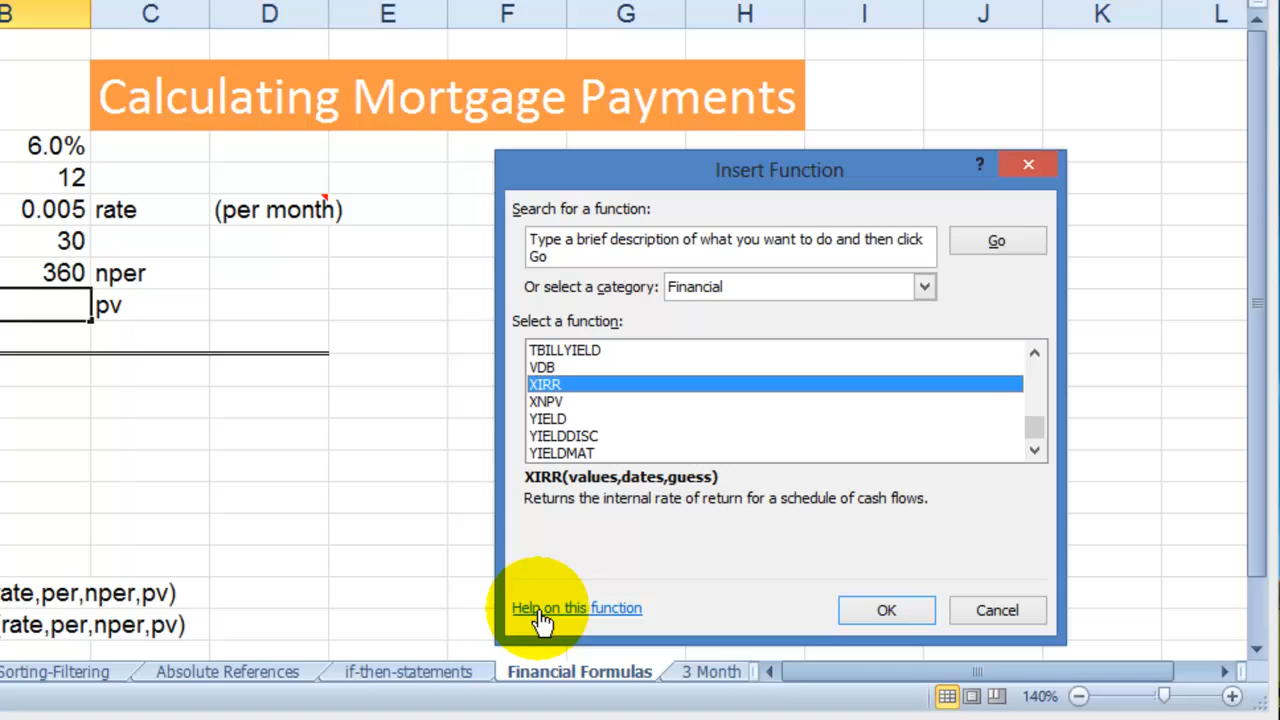 B C D E F G H I J K L
Calculating Mortgage Payments
6.0%
12
0.005 rate (per month)
30
360 nper
pv
Insert Function
?
Search for a function:
Type a brief description of what you want to do and then click
Go
Go
Or select a category: Financial
Select a function:
TBILLYIELD
VDB
XIRR
XNPV
YIELD
YIELDDISC
YIELDMAT
XIRR(values,dates,guess)
Returns the internal rate of return for a schedule of cash flows.
Help on this function
OK
Cancel
rate,per,nper,pv)
(rate,per,nper,pv)
Sorting-Filtering Absolute References if-then-statements Financial Formulas 3 Month
140%